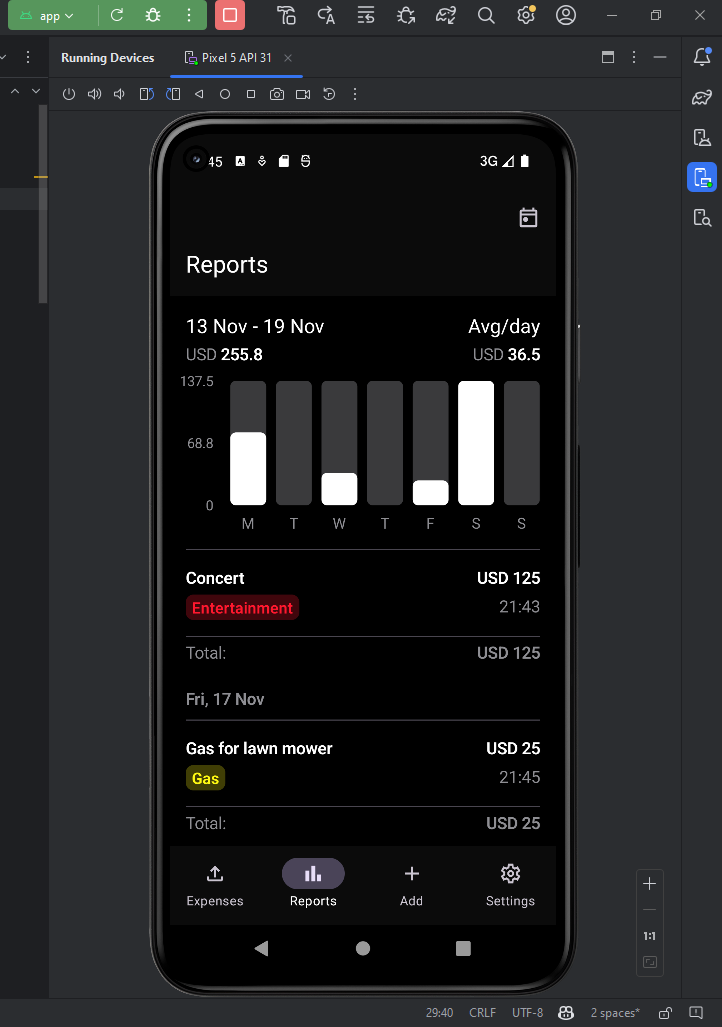 app
Running Devices
Pixel 5 API 31
45
3G
Reports
13 Nov - 19 Nov
Avg/day
USD 255.8
USD 36.5
137.5
68.8
0
M T W T F S S
Concert
USD 125
Entertainment
21:43
Total:
USD 125
Fri, 17 Nov
Gas for lawn mower
USD 25
Gas
21:45
Total:
USD 25
Expenses
Reports
Add
Settings
1:1
29:40 CRLF UTF-8 2 spaces*